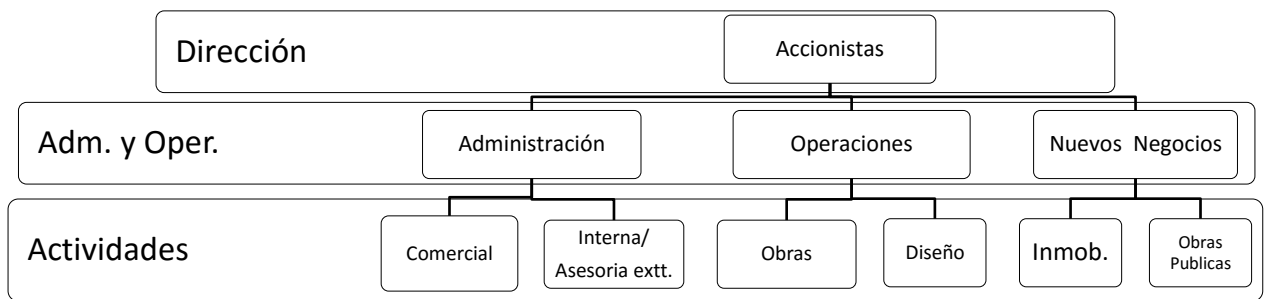 Dirección
Accionistas
Adm. y Oper.
Administración
Operaciones
Nuevos Negocios
Actividades
Comercial
Interna/
Asesoria extt.
Obras
Diseño
Inmob.
Obras
Publicas